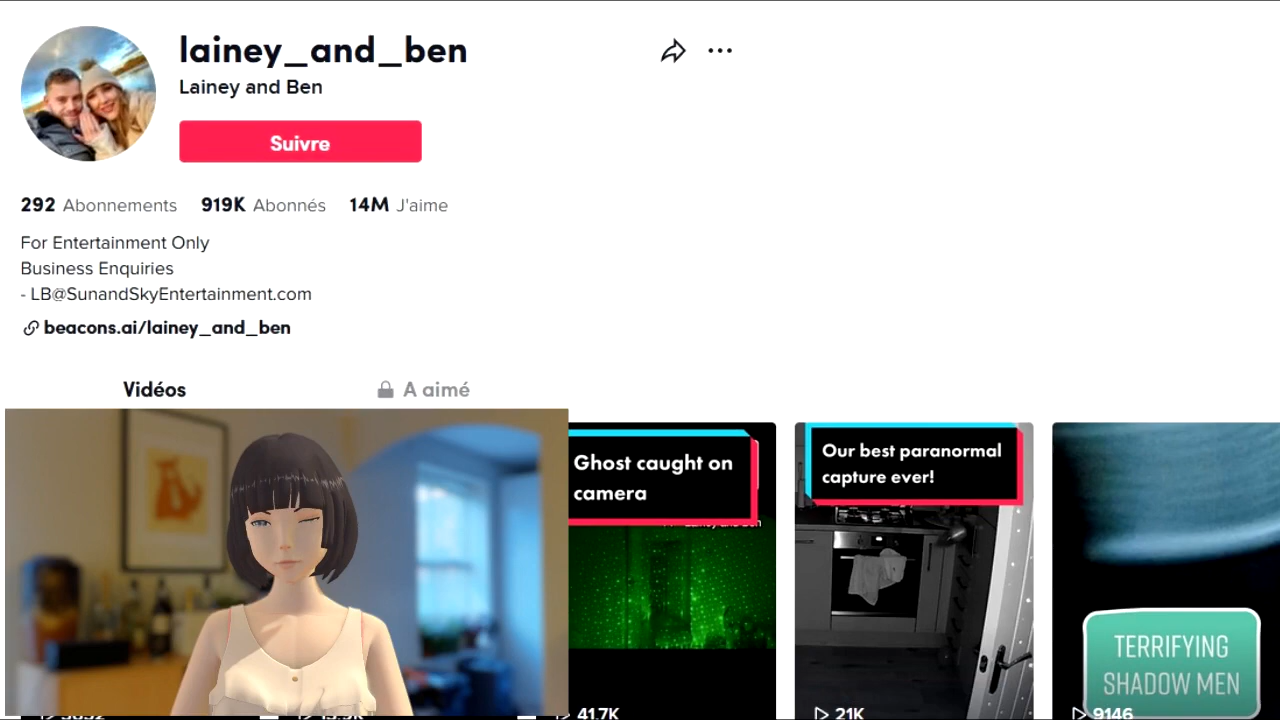 lainey_and_ben
Lainey and Ben
Suivre
292 Abonnements 919K Abonnés 14M J'aime
For Entertainment Only
Business Enquiries
- LB@SunandSkyEntertainment.com
beacons.ai/lainey_and_ben
Vidéos A aimé
Ghost caught on
camera
Our best paranormal
capture ever!
TERRIFYING
SHADOW MEN
41.7K
21K
9146